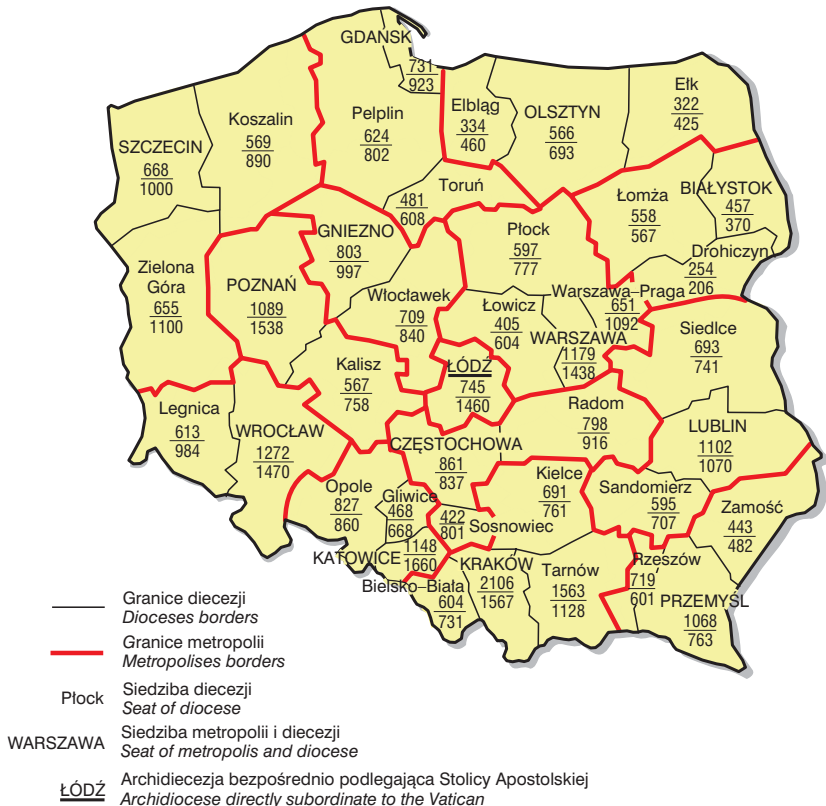 GDAŃSK
731
923
Koszalin
569
890
Pelplin
624
802
Elbląg
334
460
OLSZTYN
566
693
Ełk
322
425
SZCZECIN
668
1000
Toruń
481
608
Łomża
558
567
BIAŁYSTOK
457
370
GNIEZNO
803
997
Płock
597
777
Drohiczyn
254
206
Zielona
Góra
655
1100
POZNAŃ
1089
1538
Włocławek
709
840
Łowicz
405
604
Warszawa–Praga
651
1092
WARSZAWA
1179
1438
Siedlce
693
741
Kalisz
567
758
ŁÓDŹ
745
1460
Legnica
613
984
WROCŁAW
1272
1470
Radom
798
916
LUBLIN
1102
1070
CZĘSTOCHOWA
861
837
Opole
827
860
Gliwice
468
668
Kielce
691
761
Sandomierz
595
707
Zamość
443
482
422
801
Sosnowiec
KATOWICE
1148
1660
KRAKÓW
2106
1567
Tarnów
1563
1128
Rzeszów
719
601
Bielsko–Biała
604
731
PRZEMYŚL
1068
763
Granice diecezji
Dioceses borders
Granice metropolii
Metropolises borders
Płock Siedziba diecezji
Seat of diocese
WARSZAWA Siedziba metropolii i diecezji
Seat of metropolis and diocese
ŁÓDŹ Archidiecezja bezpośrednio podlegająca Stolicy Apostolskiej
Archidiocese directly subordinate to the Vatican